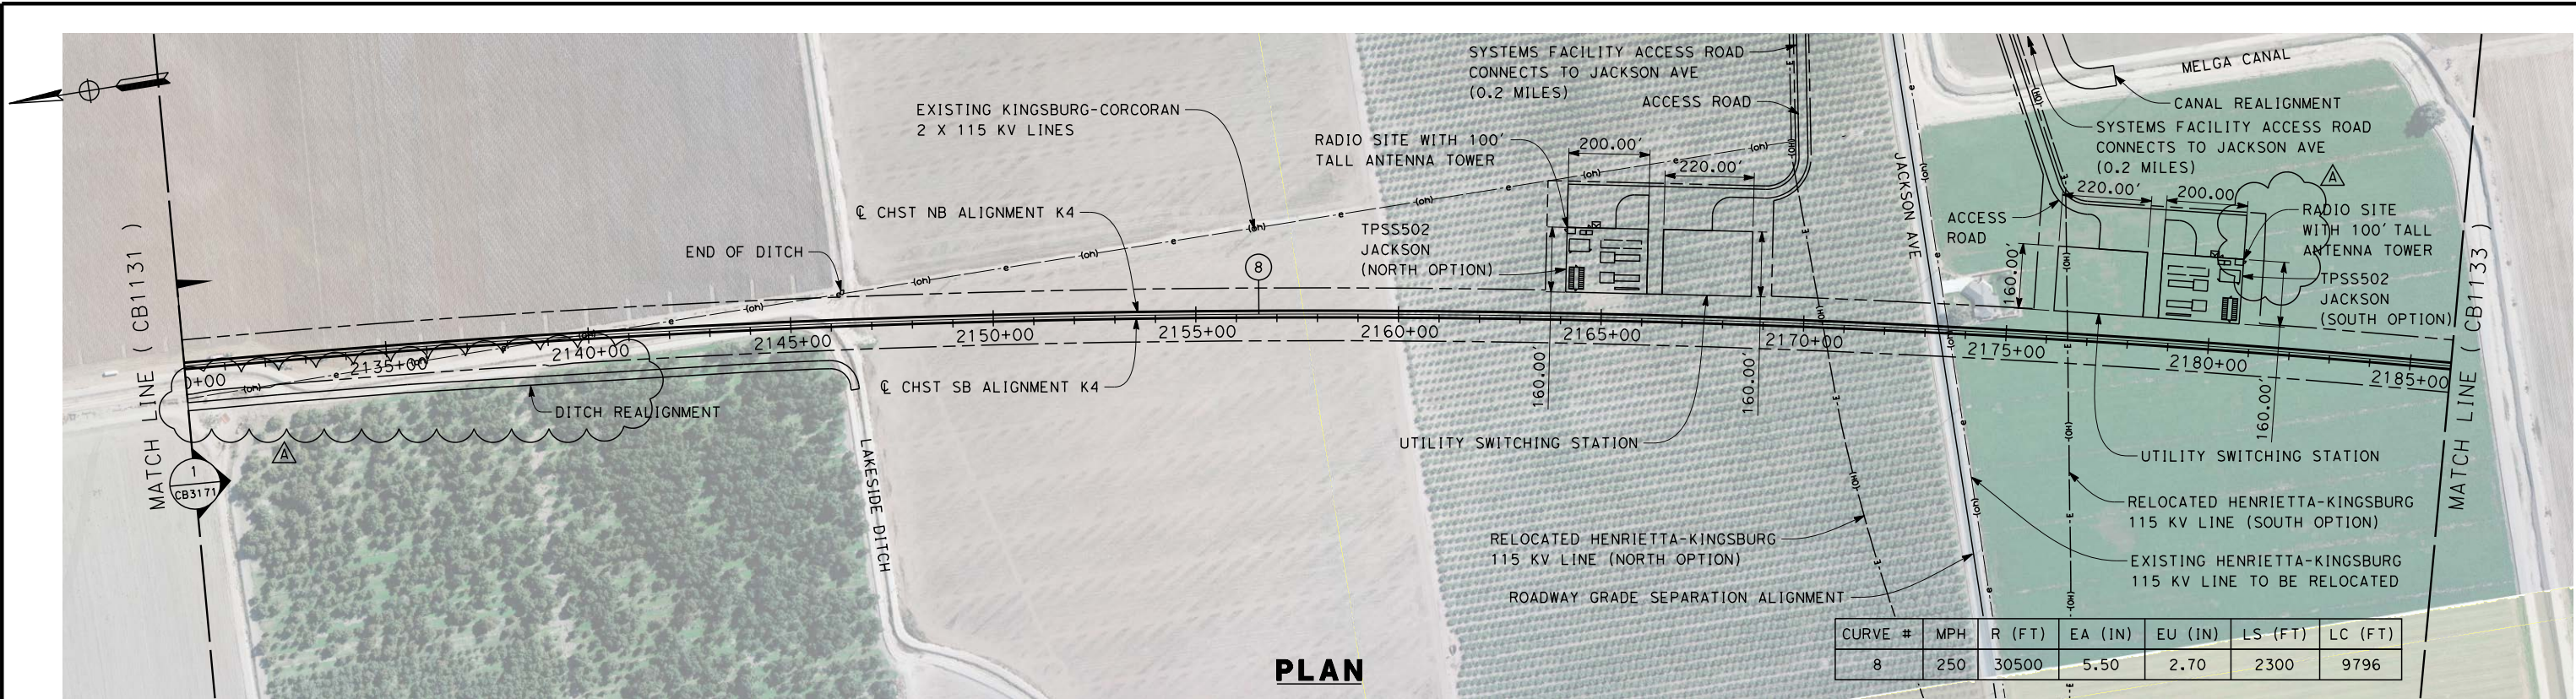 MATCH LINE ( CB1131 )
1
CB3171
A
DITCH REALIGNMENT
END OF DITCH
EXISTING KINGSBURG-CORCORAN
2 X 115 KV LINES
℄ CHST NB ALIGNMENT K4
℄ CHST SB ALIGNMENT K4
LAKESIDE DITCH
8
0+00
2135+00
2140+00
2145+00
2150+00
2155+00
2160+00
2165+00
2170+00
2175+00
2180+00
2185+00
SYSTEMS FACILITY ACCESS ROAD
CONNECTS TO JACKSON AVE
(0.2 MILES)
ACCESS ROAD
RADIO SITE WITH 100'
TALL ANTENNA TOWER
200.00'
220.00'
TPSS502
JACKSON
(NORTH OPTION)
160.00'
160.00'
UTILITY SWITCHING STATION
RELOCATED HENRIETTA-KINGSBURG
115 KV LINE (NORTH OPTION)
ROADWAY GRADE SEPARATION ALIGNMENT
JACKSON AVE
MELGA CANAL
CANAL REALIGNMENT
SYSTEMS FACILITY ACCESS ROAD
CONNECTS TO JACKSON AVE
(0.2 MILES)
A
220.00'
200.00'
ACCESS
ROAD
RADIO SITE
WITH 100' TALL
ANTENNA TOWER
160.00'
TPSS502
JACKSON
(SOUTH OPTION)
160.00'
UTILITY SWITCHING STATION
RELOCATED HENRIETTA-KINGSBURG
115 KV LINE (SOUTH OPTION)
EXISTING HENRIETTA-KINGSBURG
115 KV LINE TO BE RELOCATED
MATCH LINE ( CB1133 )
CURVE # MPH R (FT) EA (IN) EU (IN) LS (FT) LC (FT)
8 250 30500 5.50 2.70 2300 9796
PLAN